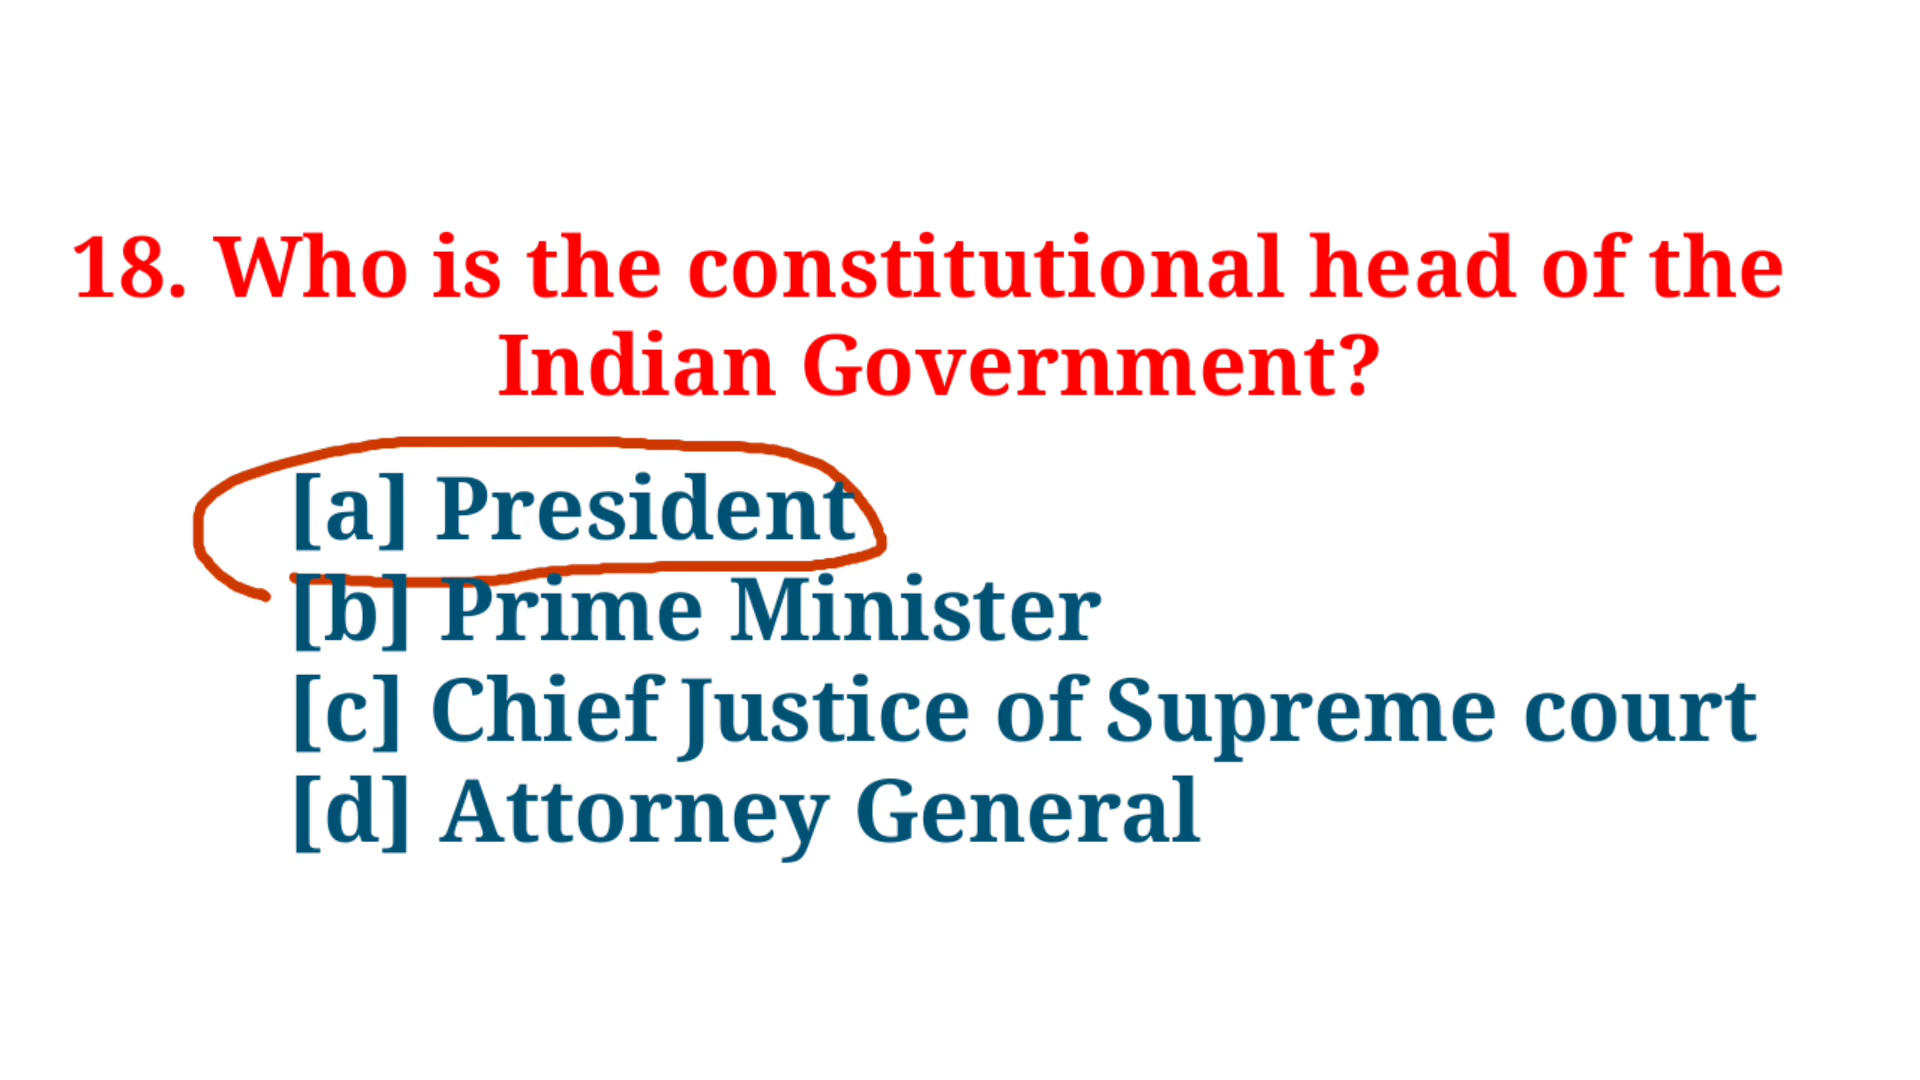 18. Who is the constitutional head of the
Indian Government?
[a] President
[b] Prime Minister
[c] Chief Justice of Supreme court
[d] Attorney General